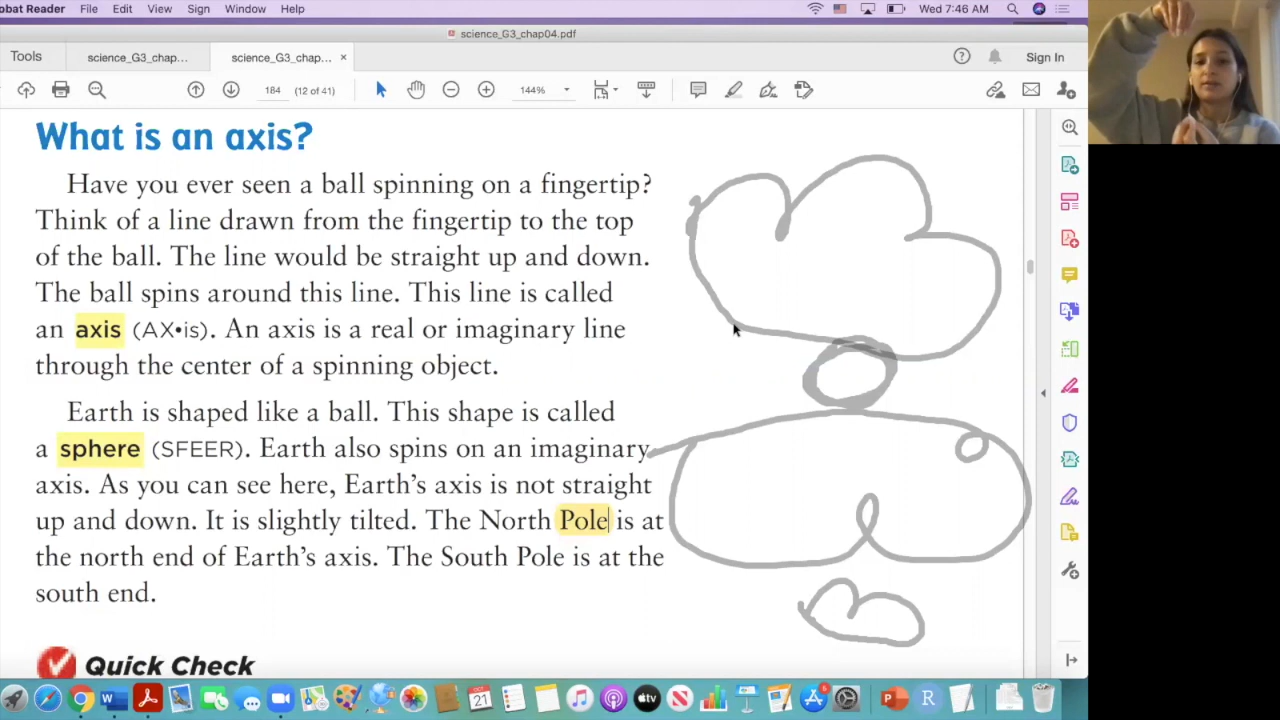 obat Reader File Edit View Sign Window Help Wed 7:46 AM
science_G3_chap04.pdf
Tools science_G3_chap... science_G3_chap... × Sign In
184 (12 of 41) 144%
What is an axis?
Have you ever seen a ball spinning on a fingertip?
Think of a line drawn from the fingertip to the top
of the ball. The line would be straight up and down.
The ball spins around this line. This line is called
an axis (AX•is). An axis is a real or imaginary line
through the center of a spinning object.
Earth is shaped like a ball. This shape is called
a sphere (SFEER). Earth also spins on an imaginary
axis. As you can see here, Earth's axis is not straight
up and down. It is slightly tilted. The North Pole is at
the north end of Earth's axis. The South Pole is at the
south end.
Quick Check
OCT 21 tv P R